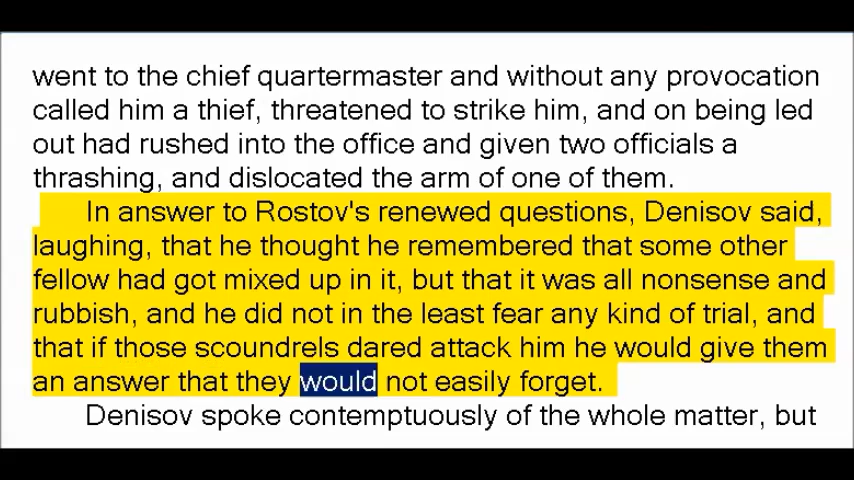 went to the chief quartermaster and without any provocation
called him a thief, threatened to strike him, and on being led
out had rushed into the office and given two officials a
thrashing, and dislocated the arm of one of them.
In answer to Rostov's renewed questions, Denisov said,
laughing, that he thought he remembered that some other
fellow had got mixed up in it, but that it was all nonsense and
rubbish, and he did not in the least fear any kind of trial, and
that if those scoundrels dared attack him he would give them
an answer that they would not easily forget.
Denisov spoke contemptuously of the whole matter, but